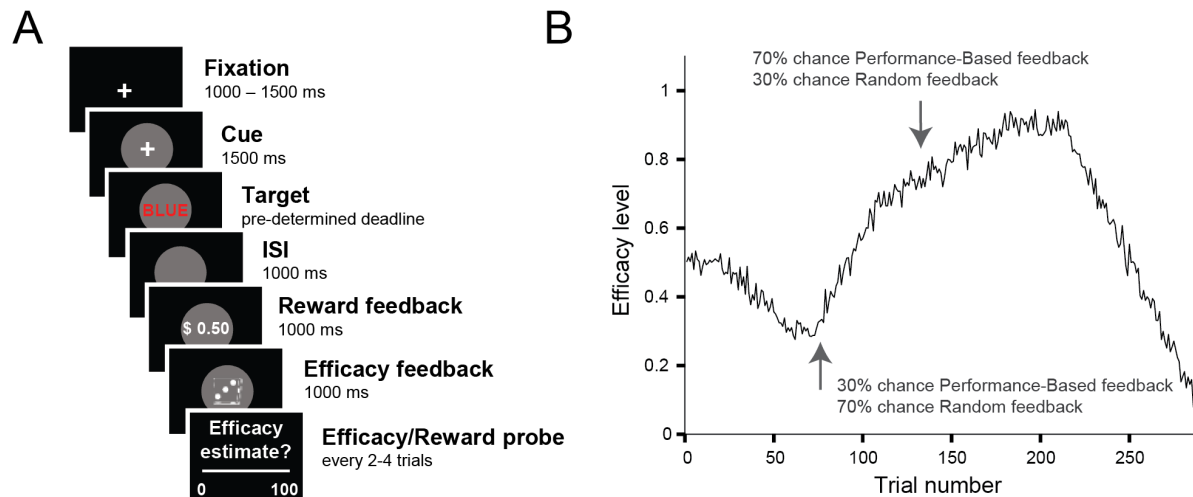 A
Fixation
1000 – 1500 ms
Cue
1500 ms
BLUE
Target
pre-determined deadline
ISI
1000 ms
$ 0.50
Reward feedback
1000 ms
Efficacy feedback
1000 ms
Efficacy
estimate?
0 100
Efficacy/Reward probe
every 2-4 trials
B
70% chance Performance-Based feedback
30% chance Random feedback
1
0.8
0.6
0.4
0.2
0
Efficacy level
30% chance Performance-Based feedback
70% chance Random feedback
0 50 100 150 200 250
Trial number